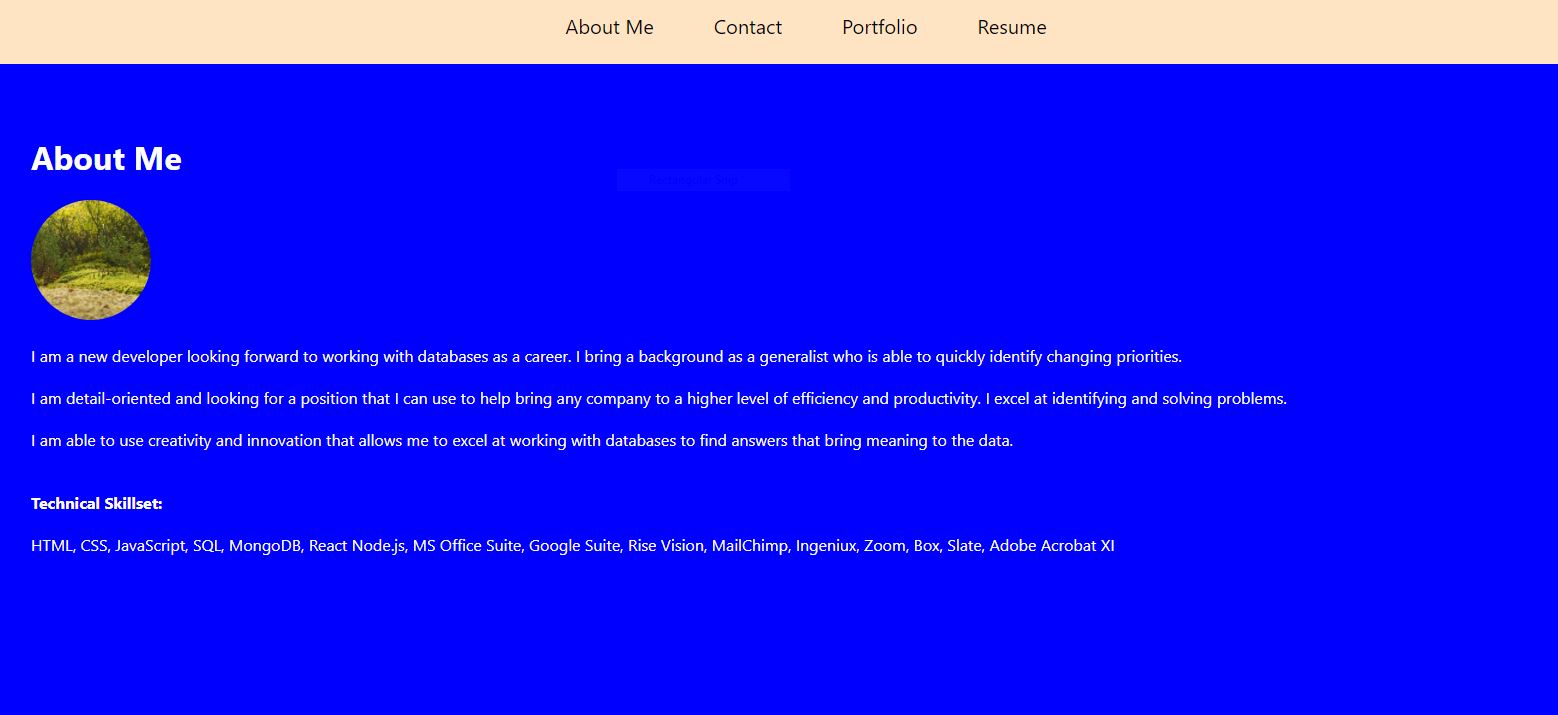 About Me Contact Portfolio Resume
About Me
Rectangular Snip
I am a new developer looking forward to working with databases as a career. I bring a background as a generalist who is able to quickly identify changing priorities.
I am detail-oriented and looking for a position that I can use to help bring any company to a higher level of efficiency and productivity. I excel at identifying and solving problems.
I am able to use creativity and innovation that allows me to excel at working with databases to find answers that bring meaning to the data.
Technical Skillset:
HTML, CSS, JavaScript, SQL, MongoDB, React Node.js, MS Office Suite, Google Suite, Rise Vision, MailChimp, Ingeniux, Zoom, Box, Slate, Adobe Acrobat XI